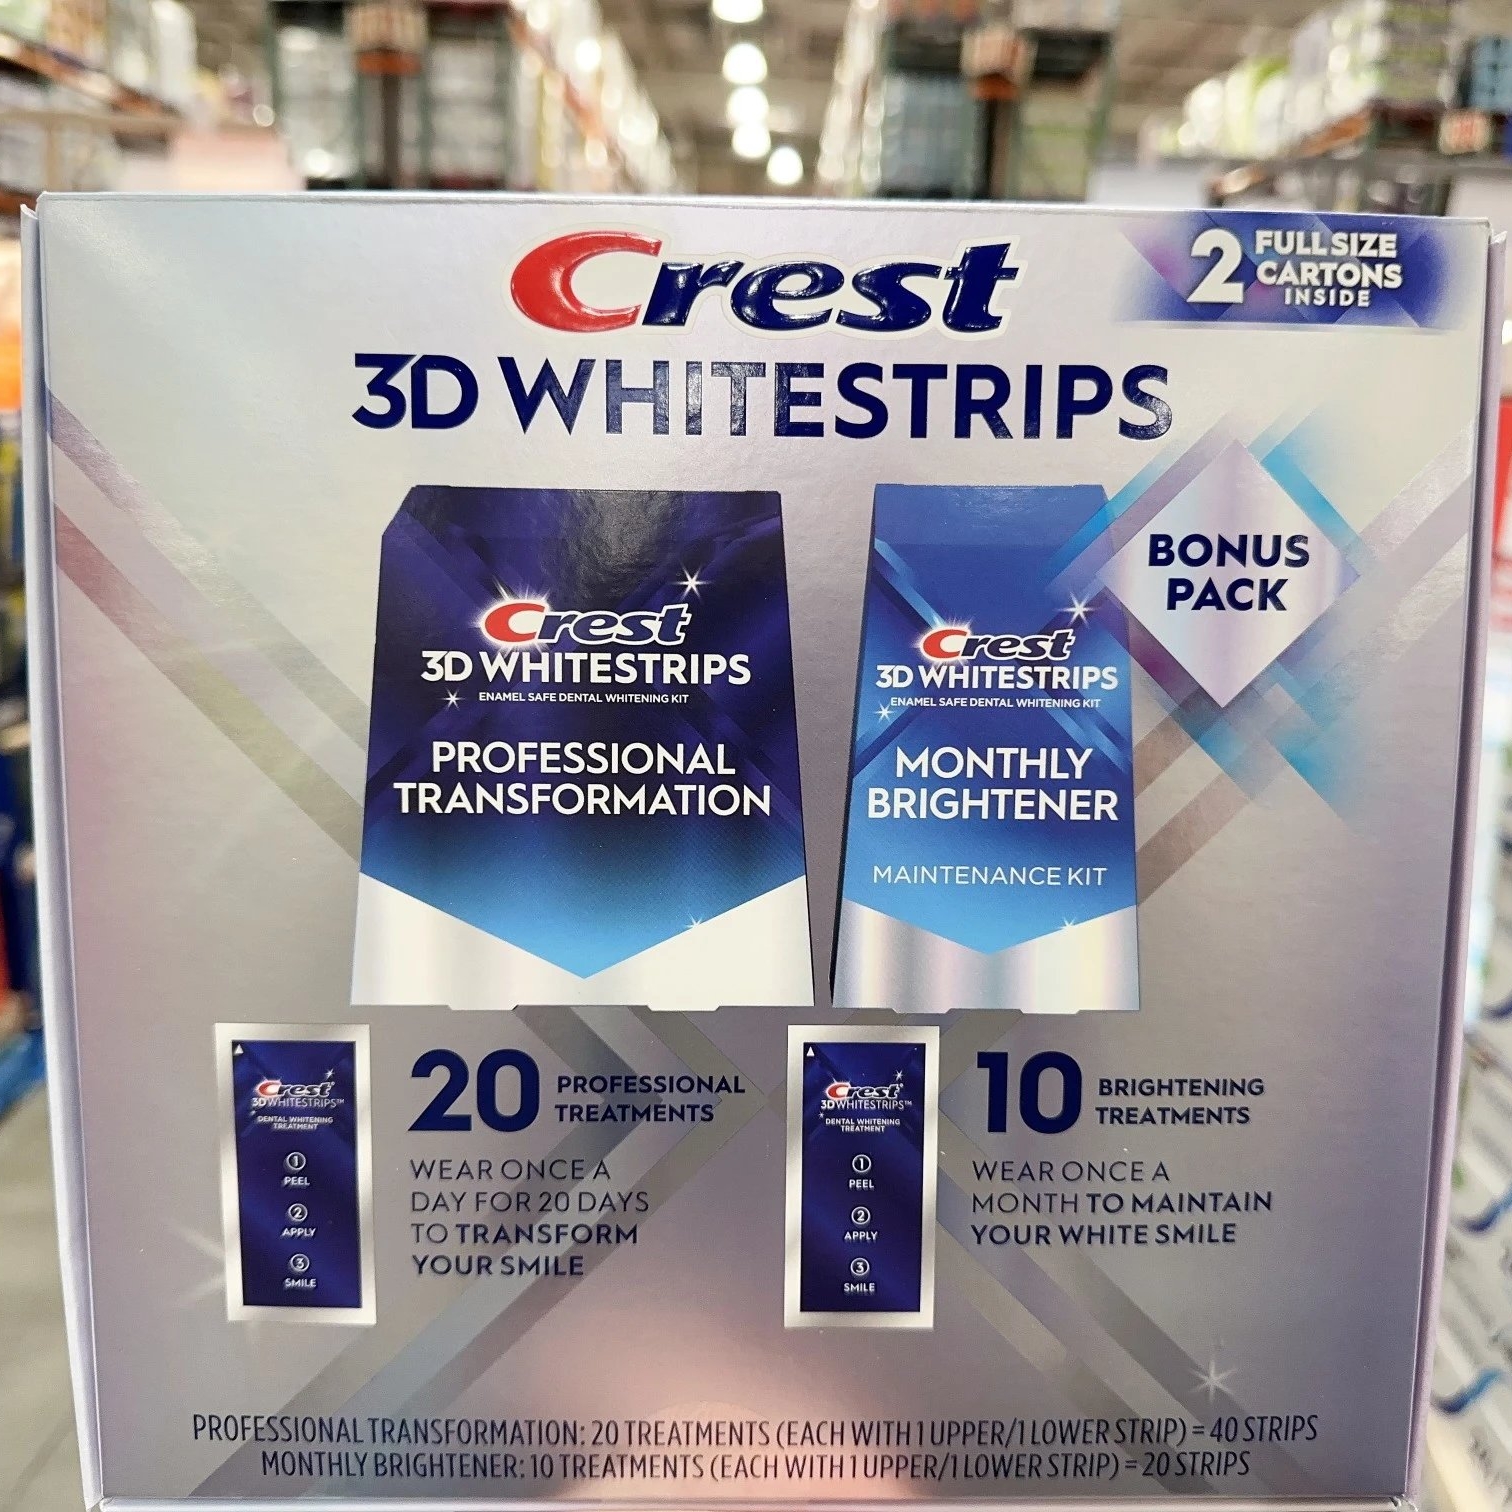 Crest
2 FULL SIZE
CARTONS
INSIDE
3D WHITESTRIPS
BONUS
PACK
Crest
3D WHITESTRIPS
ENAMEL SAFE DENTAL WHITENING KIT
PROFESSIONAL
TRANSFORMATION
Crest
3D WHITESTRIPS
ENAMEL SAFE DENTAL WHITENING KIT
MONTHLY
BRIGHTENER
MAINTENANCE KIT
Crest
3DWHITESTRIPS™
DENTAL WHITENING
TREATMENT
1
PEEL
2
APPLY
3
SMILE
20 PROFESSIONAL
TREATMENTS
WEAR ONCE A
DAY FOR 20 DAYS
TO TRANSFORM
YOUR SMILE
Crest
3DWHITESTRIPS™
DENTAL WHITENING
TREATMENT
1
PEEL
2
APPLY
3
SMILE
10 BRIGHTENING
TREATMENTS
WEAR ONCE A
MONTH TO MAINTAIN
YOUR WHITE SMILE
PROFESSIONAL TRANSFORMATION: 20 TREATMENTS (EACH WITH 1 UPPER/1 LOWER STRIP) = 40 STRIPS
MONTHLY BRIGHTENER: 10 TREATMENTS (EACH WITH 1 UPPER/1 LOWER STRIP) = 20 STRIPS